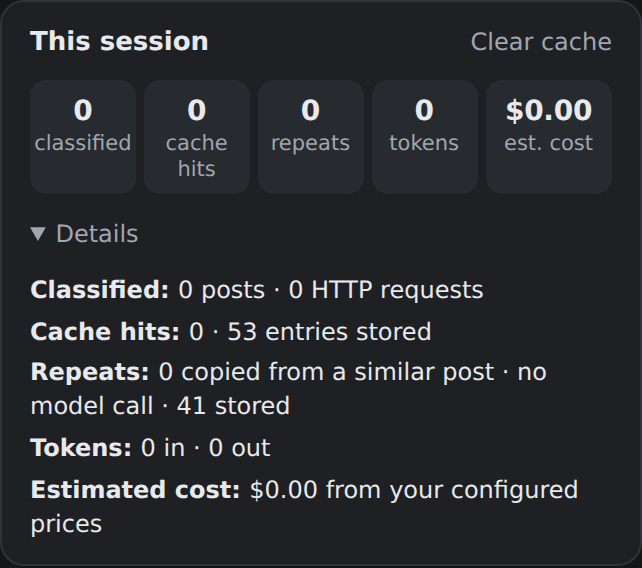 This session
Clear cache
0
classified
0
cache
hits
0
repeats
0
tokens
$0.00
est. cost
▼ Details
Classified: 0 posts · 0 HTTP requests
Cache hits: 0 · 53 entries stored
Repeats: 0 copied from a similar post · no
model call · 41 stored
Tokens: 0 in · 0 out
Estimated cost: $0.00 from your configured
prices